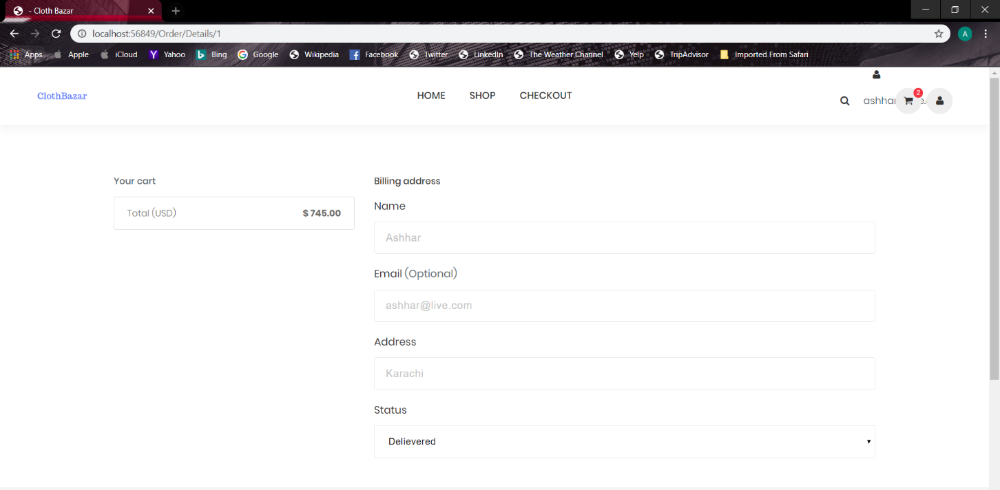 - Cloth Bazar
localhost:56849/Order/Details/1
A
Apps Apple iCloud Yahoo Bing Google Wikipedia Facebook Twitter LinkedIn The Weather Channel Yelp TripAdvisor Imported From Safari
ClothBazar
HOME SHOP CHECKOUT
2
Your cart
Total (USD) $ 745.00
Billing address
Name
Ashhar
Email (Optional)
ashhar@live.com
Address
Karachi
Status
Delievered